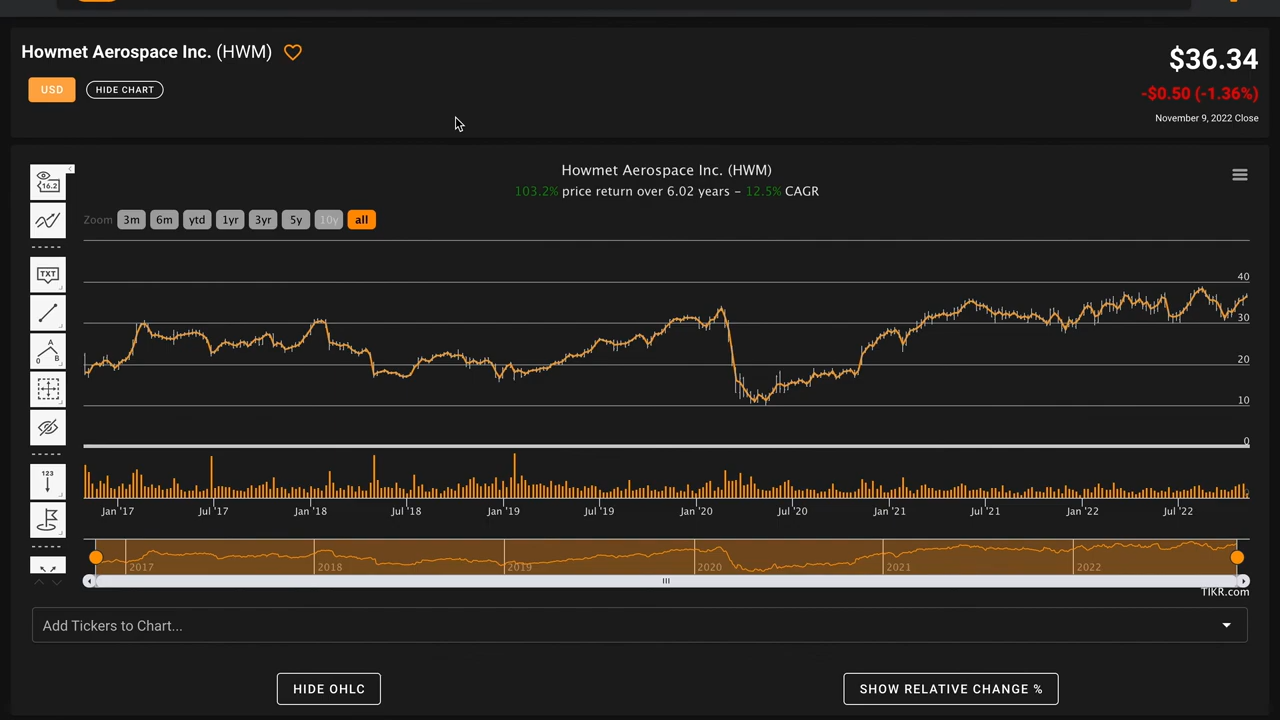 Howmet Aerospace Inc. (HWM)
$36.34
USD
HIDE CHART
-$0.50 (-1.36%)
November 9, 2022 Close
16.2
Howmet Aerospace Inc. (HWM)
103.2% price return over 6.02 years – 12.5% CAGR
Zoom 3m 6m ytd 1yr 3yr 5y 10y all
TXT
A
0 B
123
40
30
20
10
0
Jan '17 Jul '17 Jan '18 Jul '18 Jan '19 Jul '19 Jan '20 Jul '20 Jan '21 Jul '21 Jan '22 Jul '22
2017 2018 2019 2020 2021 2022
TIKR.com
Add Tickers to Chart...
HIDE OHLC
SHOW RELATIVE CHANGE %